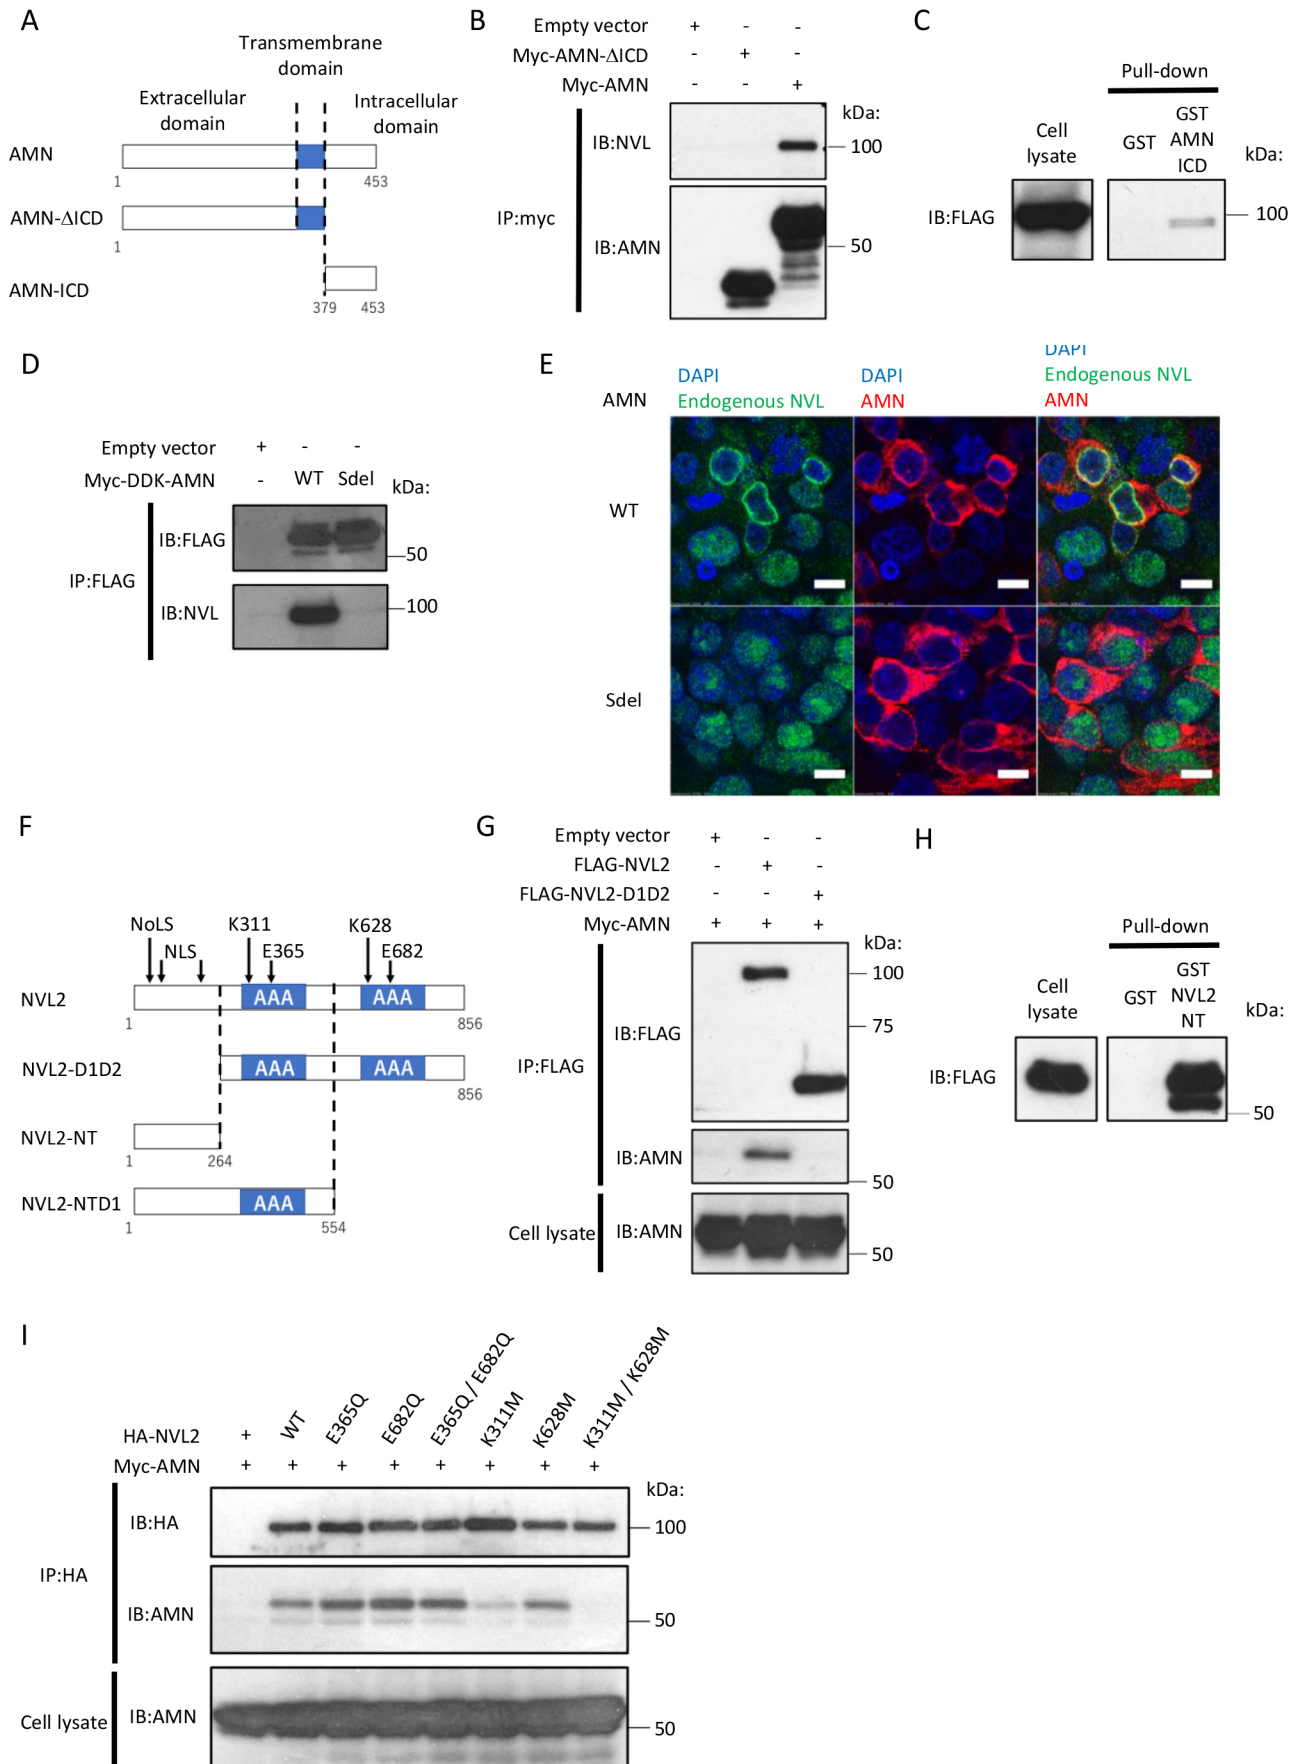 A
Transmembrane
domain
Extracellular
domain
Intracellular
domain
AMN
1
453
AMN-ΔICD
1
AMN-ICD
379
453
B
Empty vector + - -
Myc-AMN-ΔICD - + -
Myc-AMN - - +
kDa:
IB:NVL
100
IP:myc
IB:AMN
50
C
Pull-down
Cell
lysate
GST
GST
AMN
ICD
kDa:
IB:FLAG
100
D
Empty vector + - -
Myc-DDK-AMN - WT Sdel
kDa:
IB:FLAG
50
IP:FLAG
IB:NVL
100
E
AMN
DAPI
Endogenous NVL
DAPI
AMN
DAPI
Endogenous NVL
AMN
WT
Sdel
F
NoLS
NLS
K311
E365
K628
E682
NVL2
AAA AAA
1
856
NVL2-D1D2
AAA AAA
856
NVL2-NT
1
264
NVL2-NTD1
AAA
1
554
G
Empty vector + - -
FLAG-NVL2 - + -
FLAG-NVL2-D1D2 - - +
Myc-AMN + + +
kDa:
100
75
IB:FLAG
IP:FLAG
IB:AMN
50
Cell lysate
IB:AMN
50
H
Pull-down
Cell
lysate
GST
GST
NVL2
NT
kDa:
IB:FLAG
50
I
HA-NVL2 + WT E365Q E682Q E365Q / E682Q K311M K628M K311M / K628M
Myc-AMN + + + + + + + +
kDa:
IB:HA
100
IP:HA
IB:AMN
50
Cell lysate
IB:AMN
50